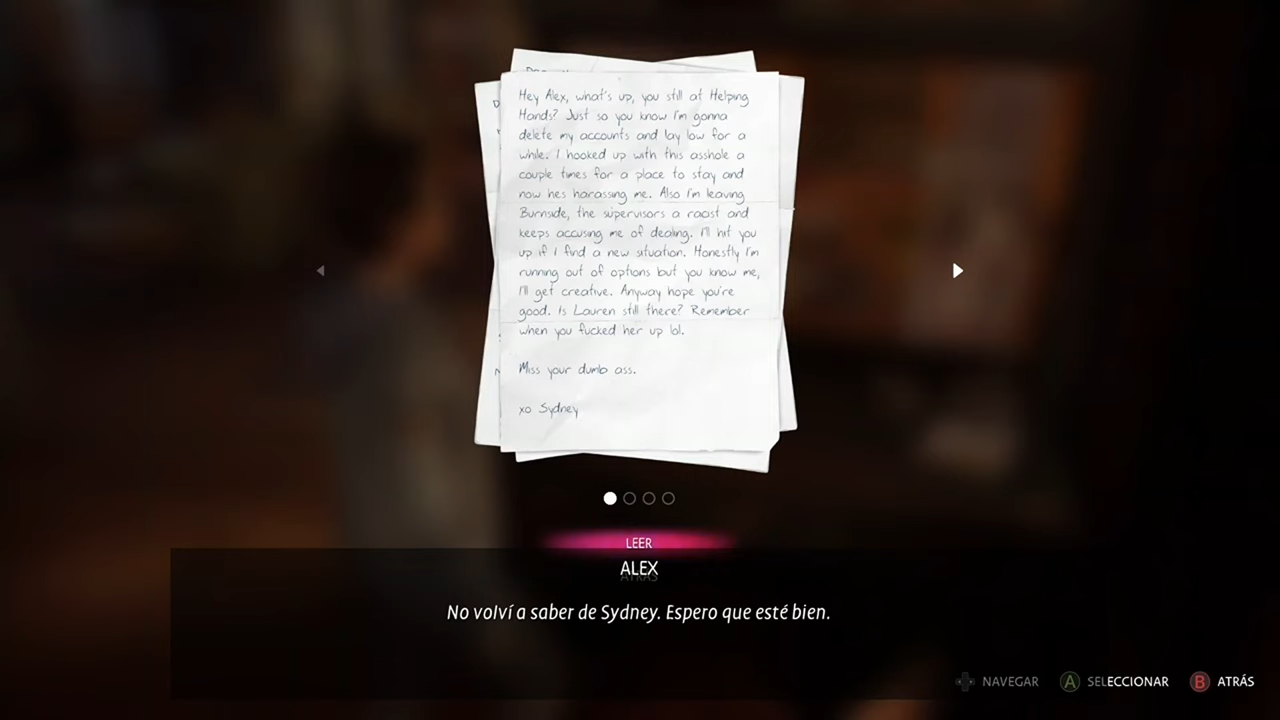 Hey Alex, what's up, you still at Helping
Hands? Just so you know I'm gonna
delete my accounts and lay low for a
while. I hooked up with this asshole a
couple times for a place to stay and
now hes harassing me. Also I'm leaving
Burnside, the supervisors a racist and
keeps accusing me of dealing. I'll hit you
up if I find a new situation. Honestly I'm
running out of options but you know me,
I'll get creative. Anyway hope you're
good. Is Lauren still there? Remember
when you fucked her up lol.
Miss your dumb ass.
xo Sydney
LEER
ALEX
ATRÁS
No volví a saber de Sydney. Espero que esté bien.
NAVEGAR A SELECCIONAR B ATRÁS